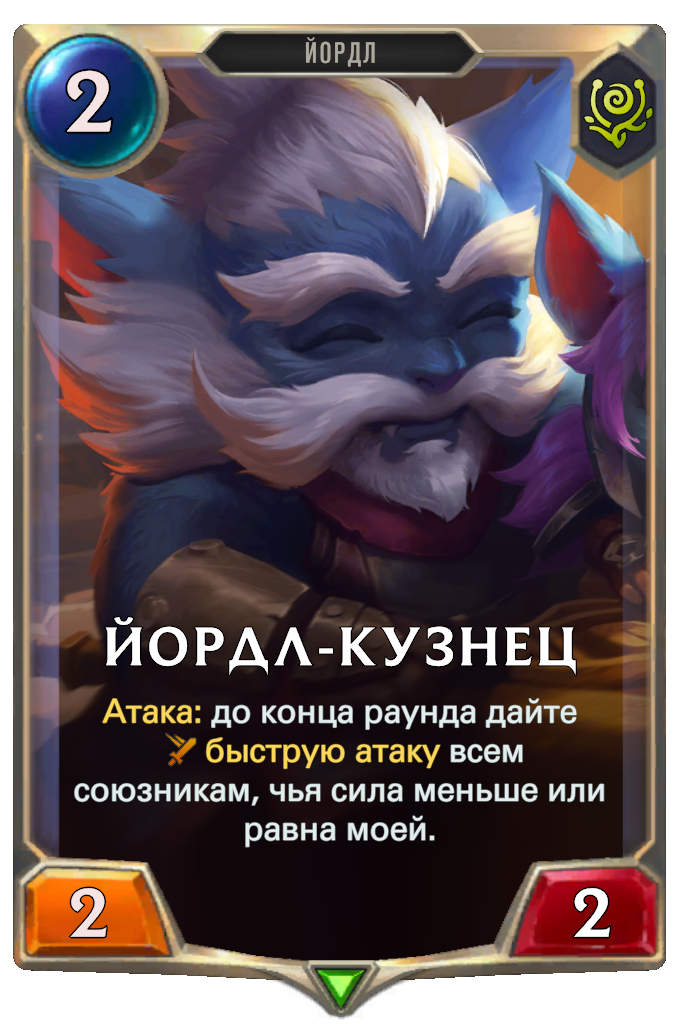 2
ЙОРДЛ
ЙОРДЛ-КУЗНЕЦ
Атака: до конца раунда дайте
быструю атаку всем
союзникам, чья сила меньше или
равна моей.
2
2